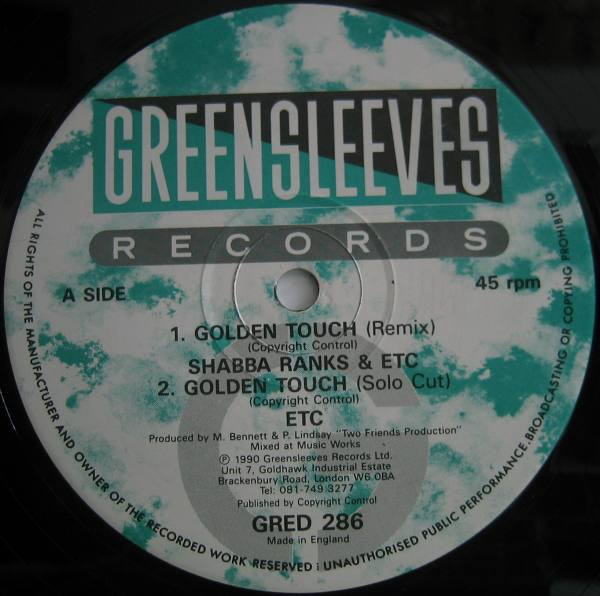 GREENSLEEVES
RECORDS
A SIDE
45 rpm
1. GOLDEN TOUCH (Remix)
(Copyright Control)
SHABBA RANKS & ETC
2. GOLDEN TOUCH (Solo Cut)
(Copyright Control)
ETC
Produced by M. Bennett & P. Lindsay "Two Friends Production"
Mixed at Music Works
℗ 1990 Greensleeves Records Ltd.
Unit 7, Goldhawk Industrial Estate
Brackenbury Road, London W6 0BA
Tel: 081-749 3277
Published by Copyright Control
GRED 286
Made in England
ALL RIGHTS OF THE MANUFACTURER AND OWNER OF THE RECORDED WORK RESERVED : UNAUTHORISED PUBLIC PERFORMANCE, BROADCASTING OR COPYING PROHIBITED